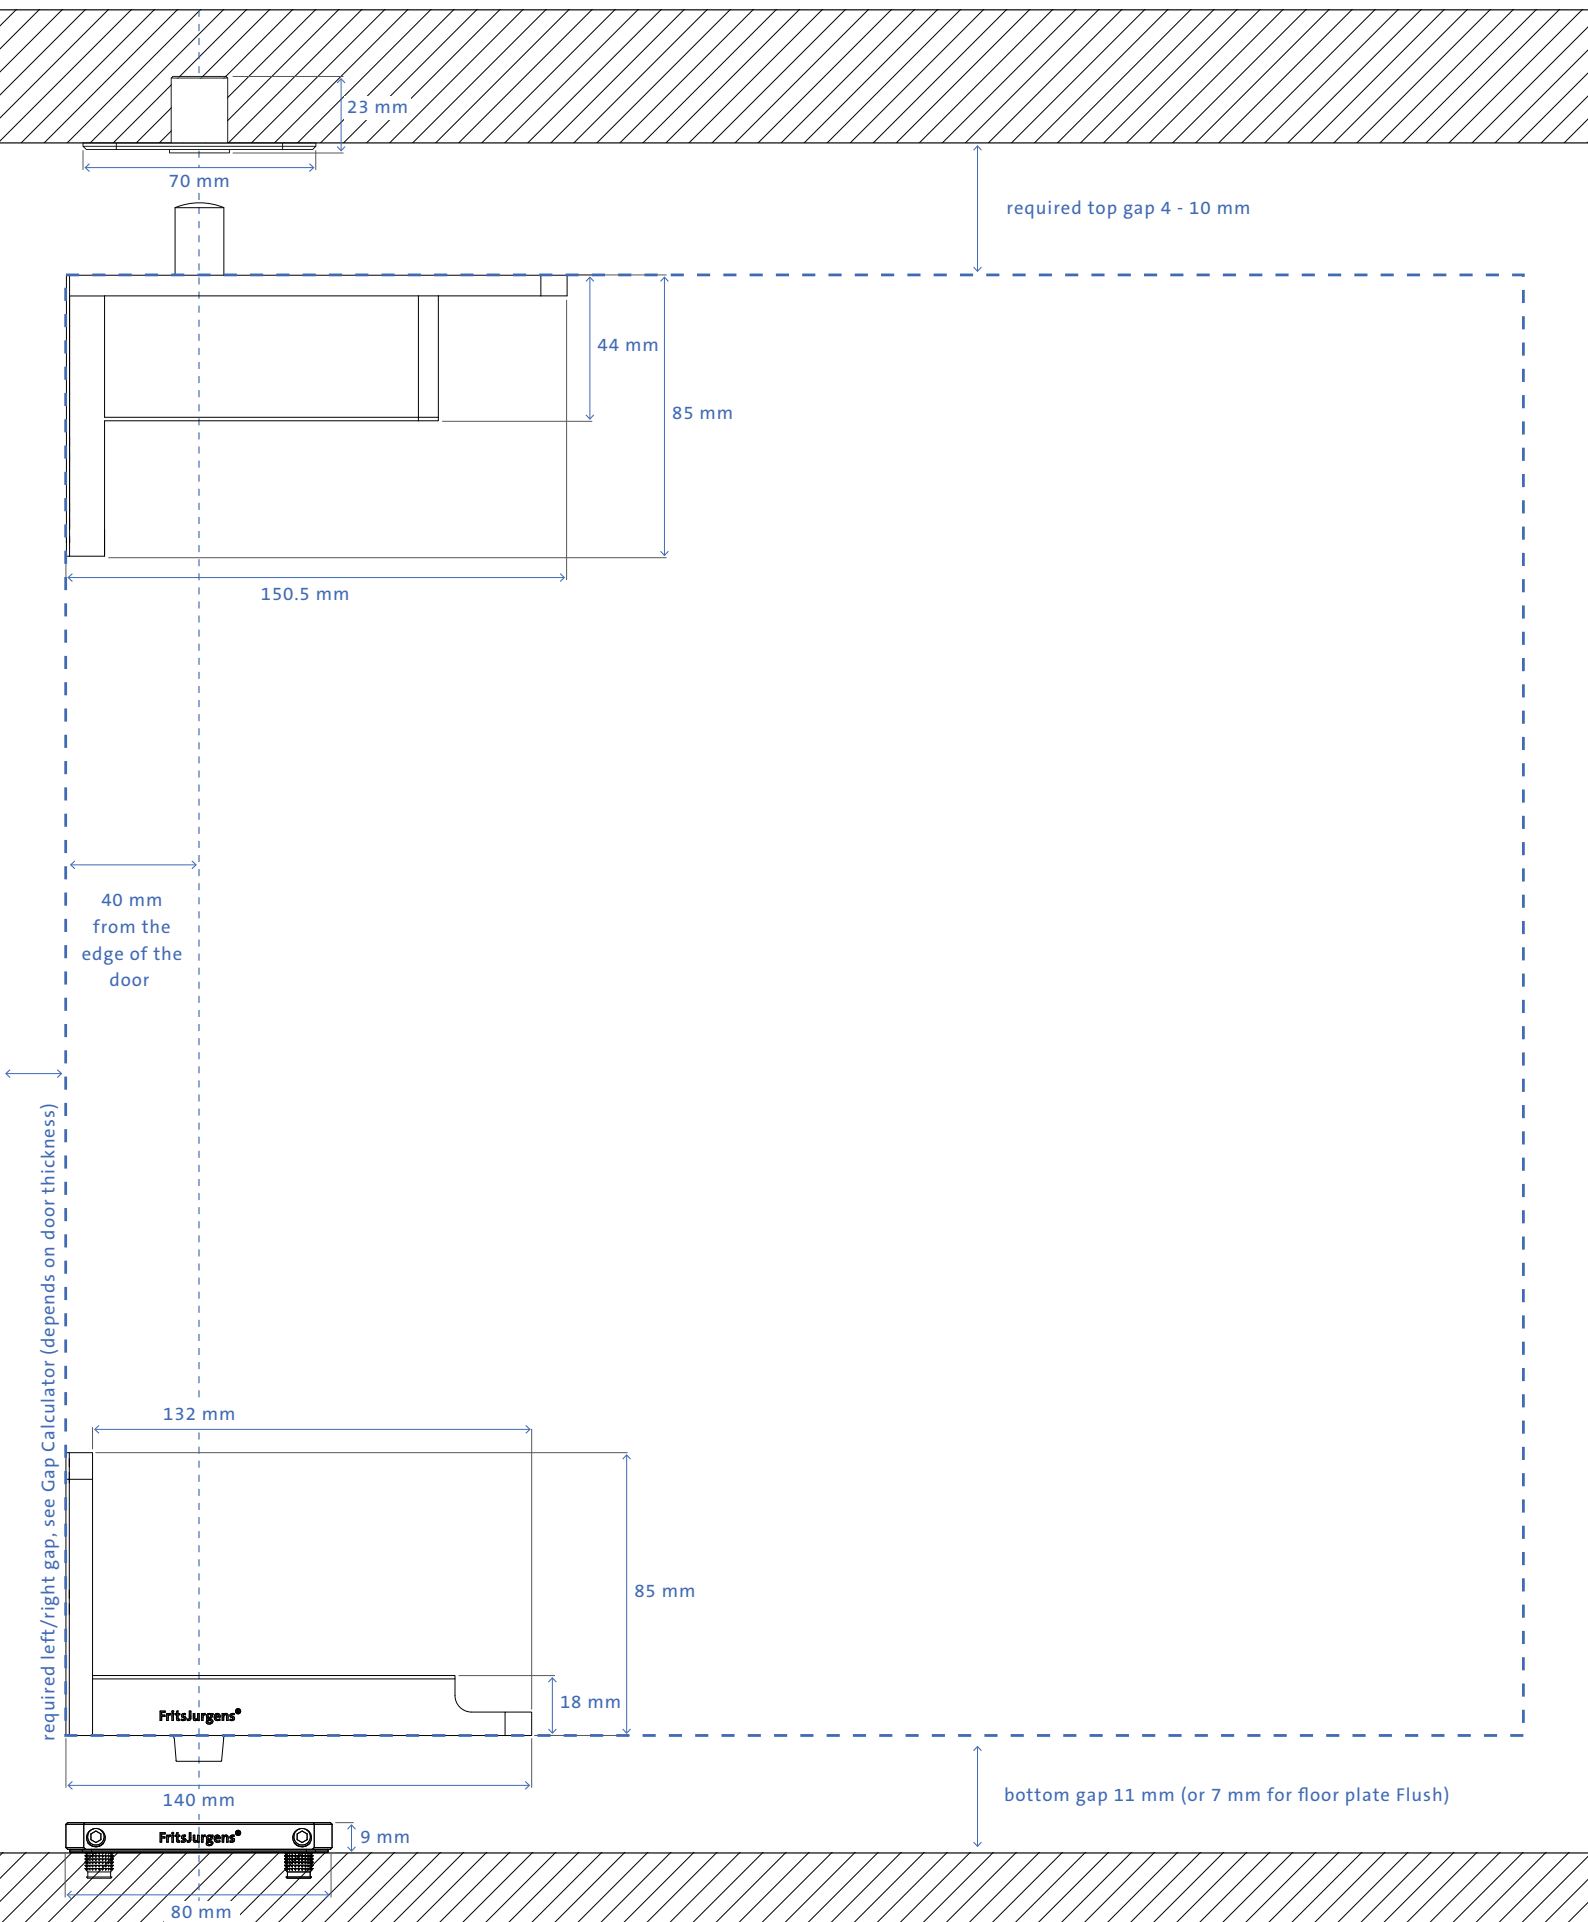 23 mm
70 mm
required top gap 4 - 10 mm
44 mm
85 mm
150.5 mm
40 mm
from the
edge of the
door
required left/right gap, see Gap Calculator (depends on door thickness)
132 mm
85 mm
18 mm
FritsJurgens®
140 mm
bottom gap 11 mm (or 7 mm for floor plate Flush)
FritsJurgens®
9 mm
80 mm